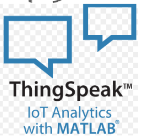 ThingSpeak™
IoT Analytics
with MATLAB®